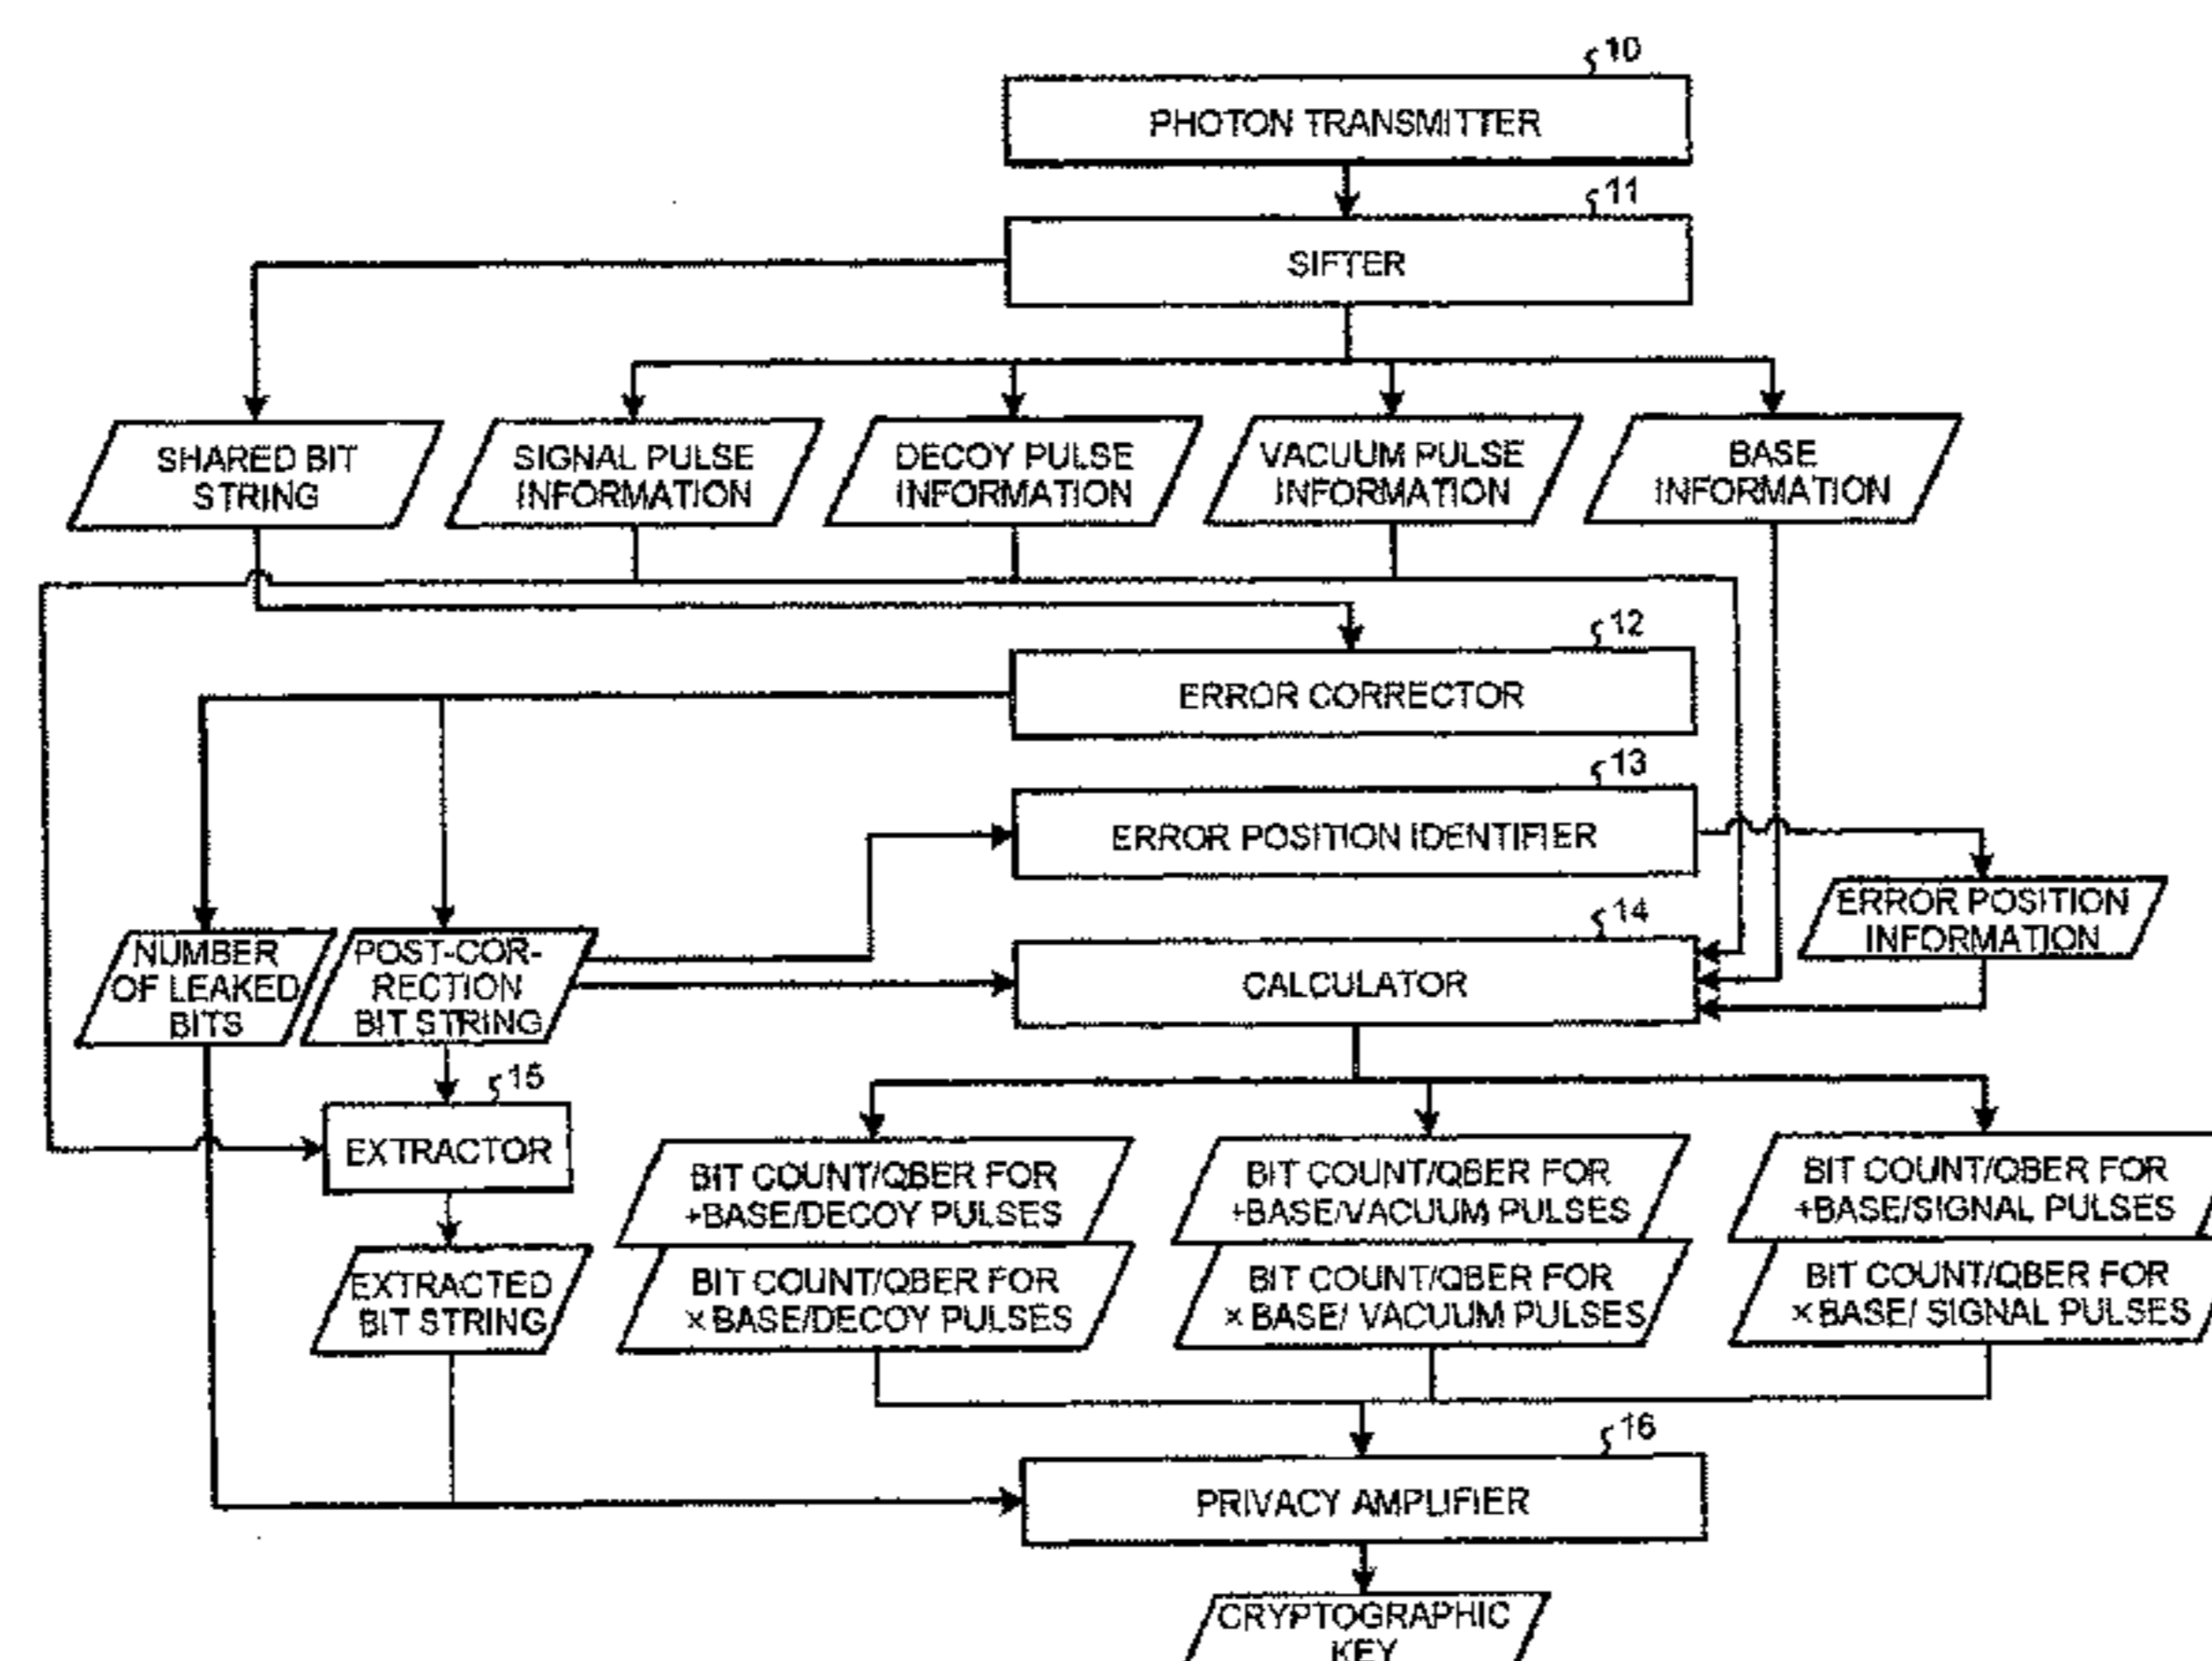 10
PHOTON TRANSMITTER
11
SIFTER
SHARED BIT
STRING
SIGNAL PULSE
INFORMATION
DECOY PULSE
INFORMATION
VACUUM PULSE
INFORMATION
BASE
INFORMATION
12
ERROR CORRECTOR
13
ERROR POSITION IDENTIFIER
ERROR POSITION
INFORMATION
NUMBER
OF LEAKED
BITS
POST-COR-
RECTION
BIT STRING
14
CALCULATOR
15
EXTRACTOR
EXTRACTED
BIT STRING
BIT COUNT/QBER FOR
+BASE/DECOY PULSES
BIT COUNT/QBER FOR
×BASE/DECOY PULSES
BIT COUNT/QBER FOR
+BASE/VACUUM PULSES
BIT COUNT/QBER FOR
×BASE/ VACUUM PULSES
BIT COUNT/QBER FOR
+BASE/SIGNAL PULSES
BIT COUNT/QBER FOR
×BASE/ SIGNAL PULSES
16
PRIVACY AMPLIFIER
CRYPTOGRAPHIC
KEY